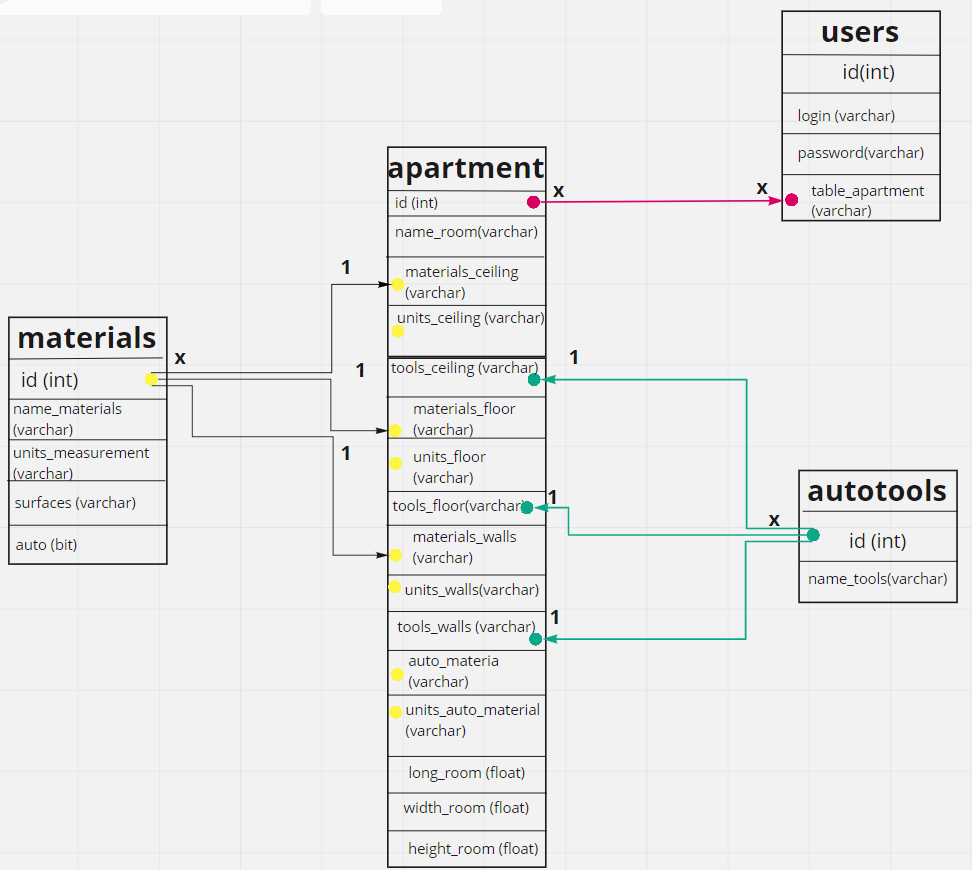 users
id(int)
login (varchar)
password(varchar)
table_apartment
(varchar)
x
x
apartment
id (int)
name_room(varchar)
materials_ceiling
(varchar)
units_ceiling (varchar)
tools_ceiling (varchar)
materials_floor
(varchar)
units_floor
(varchar)
tools_floor(varchar)
materials_walls
(varchar)
units_walls(varchar)
tools_walls (varchar)
auto_materia
(varchar)
units_auto_material
(varchar)
long_room (float)
width_room (float)
height_room (float)
1
1
1
x
materials
id (int)
name_materials
(varchar)
units_measurement
(varchar)
surfaces (varchar)
auto (bit)
1
1
1
x
autotools
id (int)
name_tools(varchar)